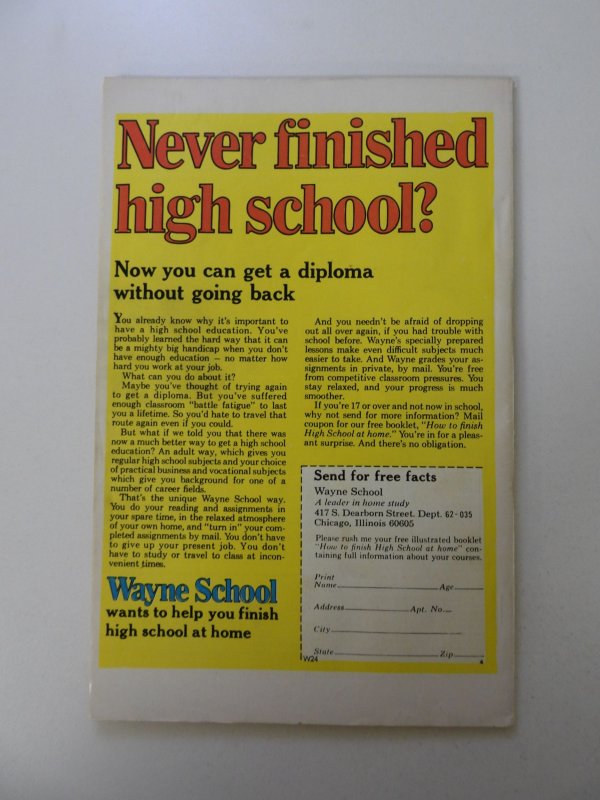 Never finished
high school?
Now you can get a diploma
without going back
You already know why it's important to
have a high school education. You've
probably learned the hard way that it can
be a mighty big handicap when you don't
have enough education — no matter how
hard you work at your job.
What can you do about it?
Maybe you've thought of trying again
to get a diploma. But you've suffered
enough classroom "battle fatigue" to last
you a lifetime. So you'd hate to travel that
route again even if you could.
But what if we told you that there was
now a much better way to get a high school
education? An adult way, which gives you
regular high school subjects and your choice
of practical business and vocational subjects
which give you background for one of a
number of career fields.
That's the unique Wayne School way.
You do your reading and assignments in
your spare time, in the relaxed atmosphere
of your own home, and "turn in" your com-
pleted assignments by mail. You don't have
to give up your present job. You don't
have to study or travel to class at incon-
venient times.
Wayne School
wants to help you finish
high school at home
And you needn't be afraid of dropping
out all over again, if you had trouble with
school before. Wayne's specially prepared
lessons make even difficult subjects much
easier to take. And Wayne grades your as-
signments in private, by mail. You're free
from competitive classroom pressures. You
stay relaxed, and your progress is much
smoother.
If you're 17 or over and not now in school,
why not send for more information? Mail
coupon for our free booklet, "How to finish
High School at home." You're in for a pleas-
ant surprise. And there's no obligation.
Send for free facts
Wayne School
A leader in home study
417 S. Dearborn Street. Dept. 62-035
Chicago, Illinois 60605
Please rush me your free illustrated booklet
"How to finish High School at home" con-
taining full information about your courses.
Print
Name Age
Address Apt. No.
City
State Zip
W24 4